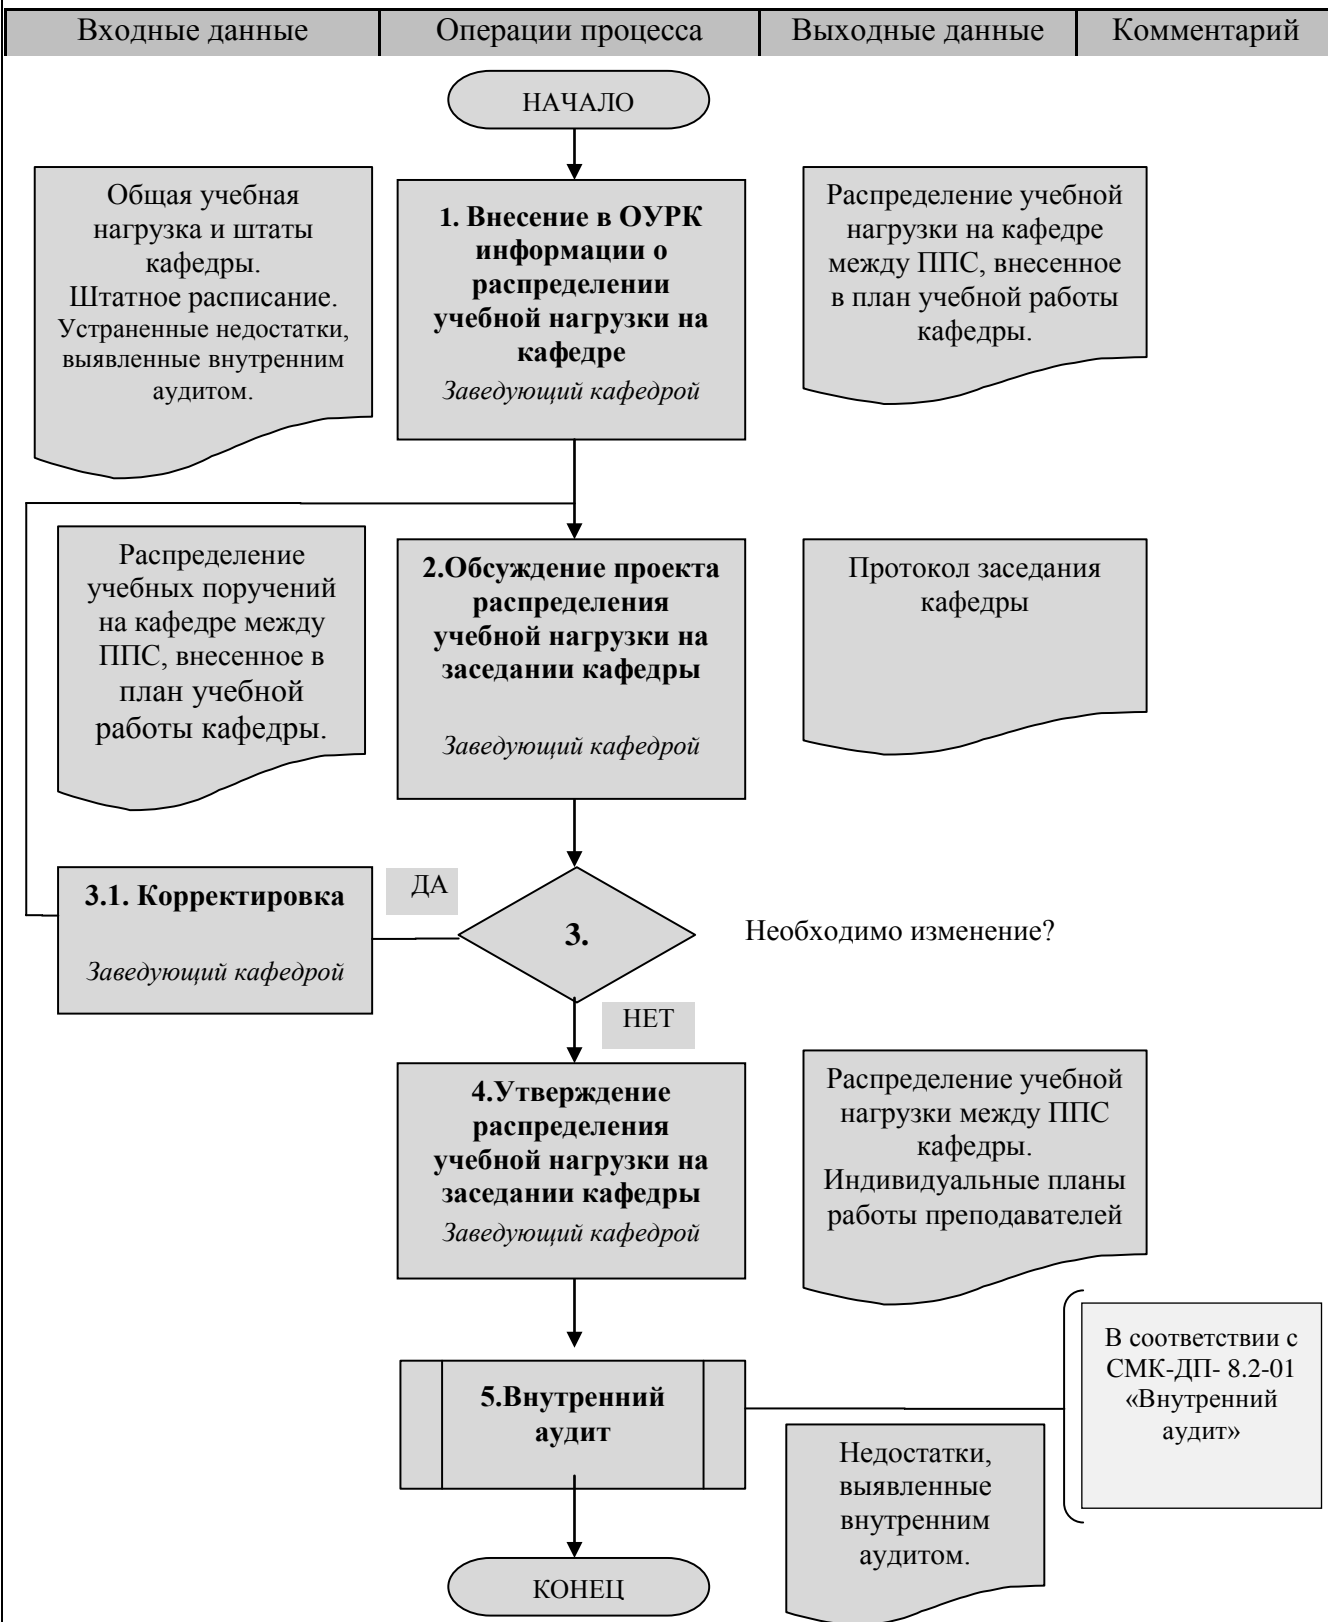 Входные данные
Операции процесса
Выходные данные
Комментарий
НАЧАЛО
Общая учебная
нагрузка и штаты
кафедры.
Штатное расписание.
Устраненные недостатки,
выявленные внутренним
аудитом.
1. Внесение в ОУРК
информации о
распределении
учебной нагрузки на
кафедре
Заведующий кафедрой
Распределение учебной
нагрузки на кафедре
между ППС, внесенное
в план учебной работы
кафедры.
Распределение
учебных поручений
на кафедре между
ППС, внесенное в
план учебной
работы кафедры.
2.Обсуждение проекта
распределения
учебной нагрузки на
заседании кафедры
Заведующий кафедрой
Протокол заседания
кафедры
3.1. Корректировка
Заведующий кафедрой
ДА
3.
Необходимо изменение?
НЕТ
4.Утверждение
распределения
учебной нагрузки на
заседании кафедры
Заведующий кафедрой
Распределение учебной
нагрузки между ППС
кафедры.
Индивидуальные планы
работы преподавателей
5.Внутренний
аудит
В соответствии с
СМК-ДП- 8.2-01
«Внутренний
аудит»
Недостатки,
выявленные
внутренним
аудитом.
КОНЕЦ